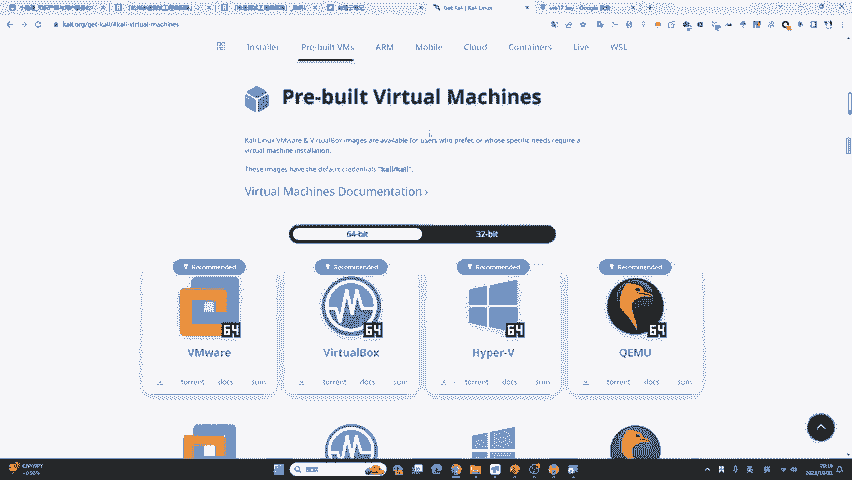 Get Kali | Kali Linux
kali.org/get-kali/#kali-virtual-machines
Installer Pre-built VMs ARM Mobile Cloud Containers Live WSL
Pre-built Virtual Machines
Kali Linux VMware & VirtualBox images are available for users who prefer, or whose specific needs require a
virtual machine installation.
These images have the default credentials "kali/kali".
Virtual Machines Documentation ›
64-bit 32-bit
Recommended Recommended Recommended Recommended
64 64 64 64
VMware VirtualBox Hyper-V QEMU
torrent docs sum torrent docs sum torrent docs sum torrent docs sum